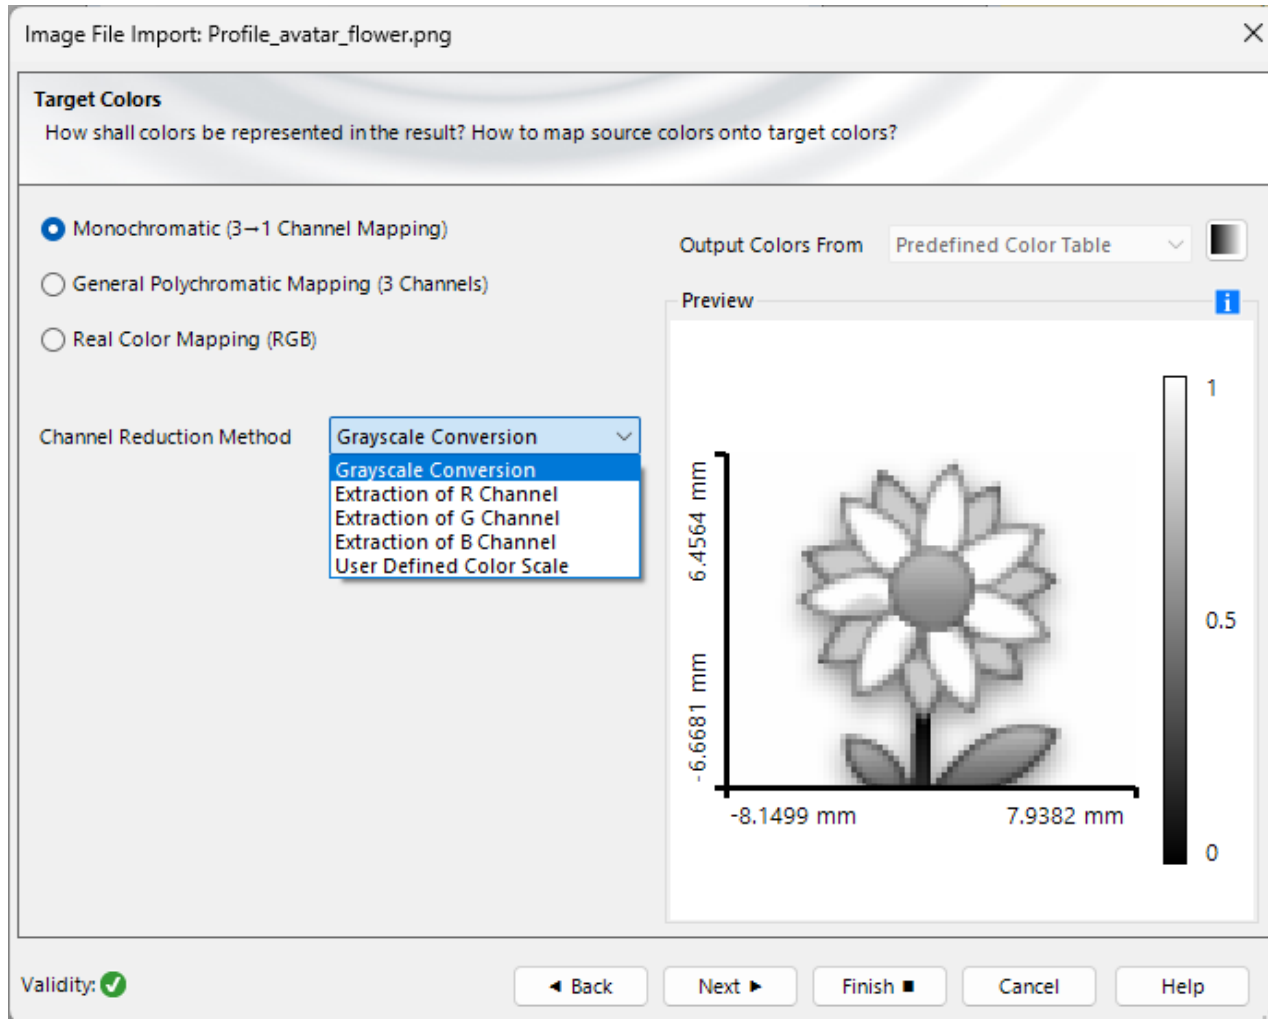 Image File Import: Profile_avatar_flower.png
Target Colors
How shall colors be represented in the result? How to map source colors onto target colors?
Monochromatic (3→1 Channel Mapping)
General Polychromatic Mapping (3 Channels)
Real Color Mapping (RGB)
Channel Reduction Method
Grayscale Conversion
Grayscale Conversion
Extraction of R Channel
Extraction of G Channel
Extraction of B Channel
User Defined Color Scale
Output Colors From
Predefined Color Table
Preview
i
6.4564 mm
-6.6681 mm
-8.1499 mm
7.9382 mm
1
0.5
0
Validity:
◄ Back
Next ►
Finish ■
Cancel
Help